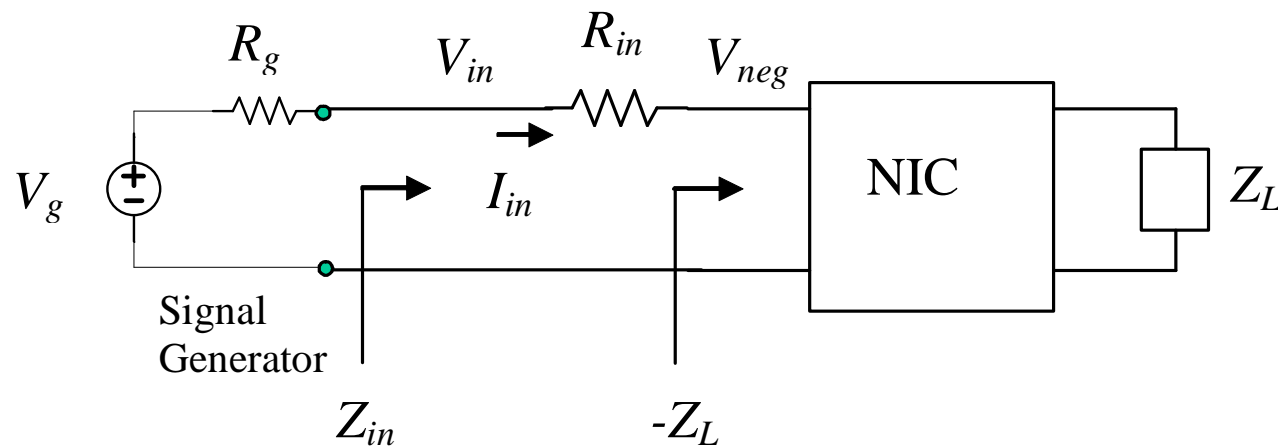 R_g
V_in
R_in
V_neg
V_g
+
-
I_in
NIC
Z_L
Signal
Generator
Z_in
-Z_L